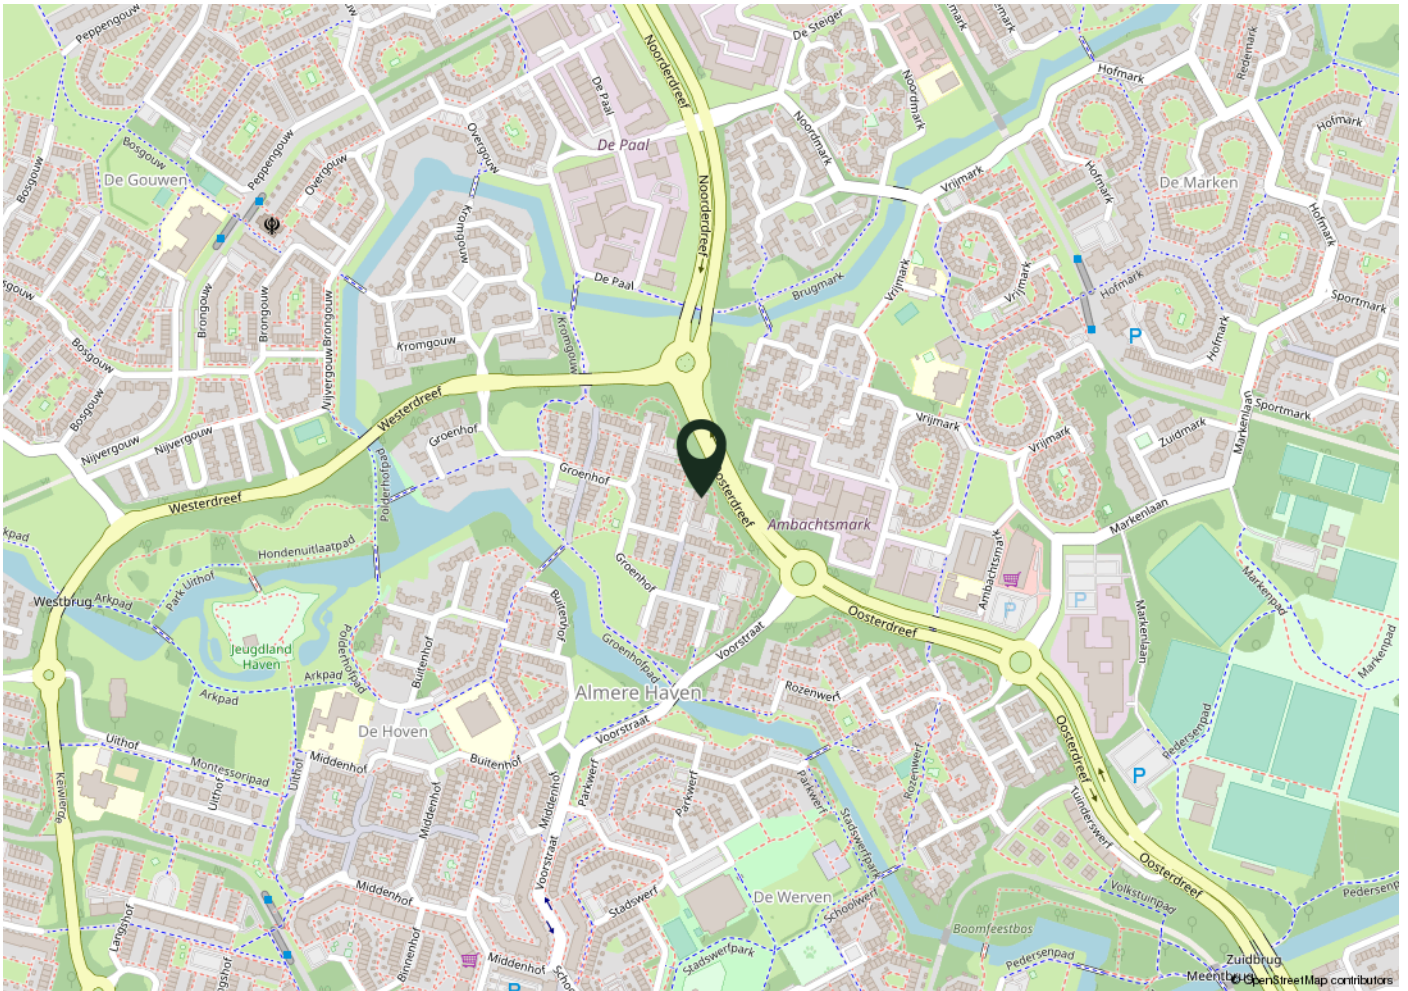 Peppengouw
De Steiger
Noordmark
Redemark
Hofmark
Noorderdreef
De Paal
Noordmark
Hofmark
Overgouw
De Paal
Bosgouw
Peppengouw
Bosgouw
De Gouwen
Overgouw
Vrijmark
Hofmark
De Marken
Noorderdreef
Kromgouw
Hofmark
De Paal
Brugmark
Vrijmark
Vrijmark
Hofmark
Sportmark
Brongouw
Brongouw
Brongouw
Kromgouw
Kromgouw
Hofmark
P
Bosgouw
Nijvergouw
Westerdreef
Bosgouw
Markenlaan
Sportmark
Vrijmark
Vrijmark
Zuidmark
Nijvergouw
Nijvergouw
Groenhof
Polderhofpad
Groenhof
Oosterdreef
Westerdreef
Ambachtsmark
Markenlaan
Arkpad
Hondenuitlaatpad
Groenhof
Ambachtsmark
P
P
Markenpad
Westbrug
Arkpad
Park Uithof
Buitenhof
Oosterdreef
Markenlaan
Voorstraat
Groenhofpad
Polderhofpad
Buitenhof
Jeugdland
Haven
Arkpad
Arkpad
Markenpad
Almere Haven
Rozenwerf
De Hoven
Voorstraat
Pedersenpad
Uithof
Middenhof
Buitenhof
Montessoripad
Uithof
Uithof
Keiwierde
Middenhof
Middenhof
Parkwerf
Parkwerf
Parkwerf
Rozenwerf
Oosterdreef
P
Stadswerfpark
Tuinderswerf
Voorstraat
Middenhof
Stadswerf
De Werven
Schoolwerf
Oosterdreef
Volkstuinpad
Langshof
Binnenhof
Middenhof
P
Stadswerfpark
Boomfeestbos
Pedersenpad
Zuidbrug
Meentbrug
© OpenStreetMap contributors